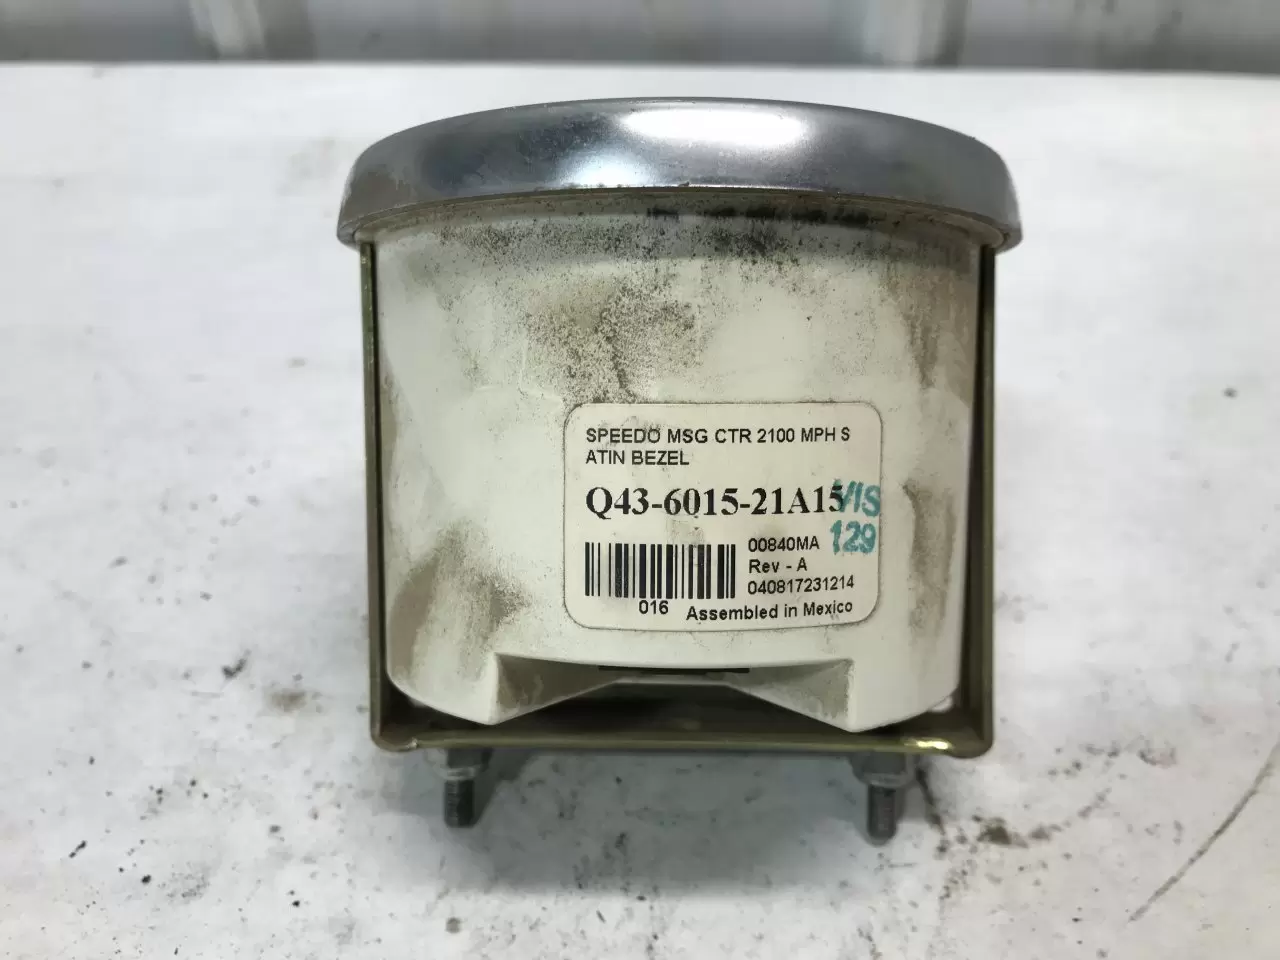 SPEEDO MSG CTR 2100 MPH S
ATIN BEZEL
Q43-6015-21A15
VIS
129
00840MA
Rev - A
040817231214
016
Assembled in Mexico